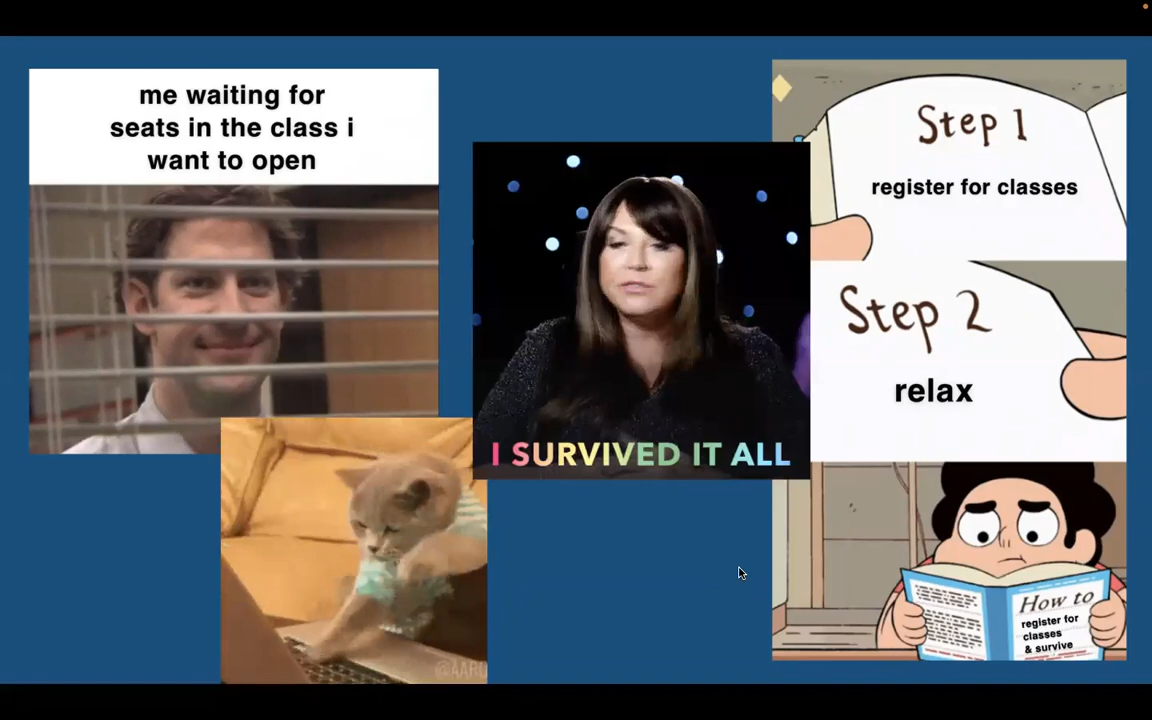 me waiting for
seats in the class i
want to open
I SURVIVED IT ALL
Step 1
register for classes
Step 2
relax
How to
register for
classes
& survive